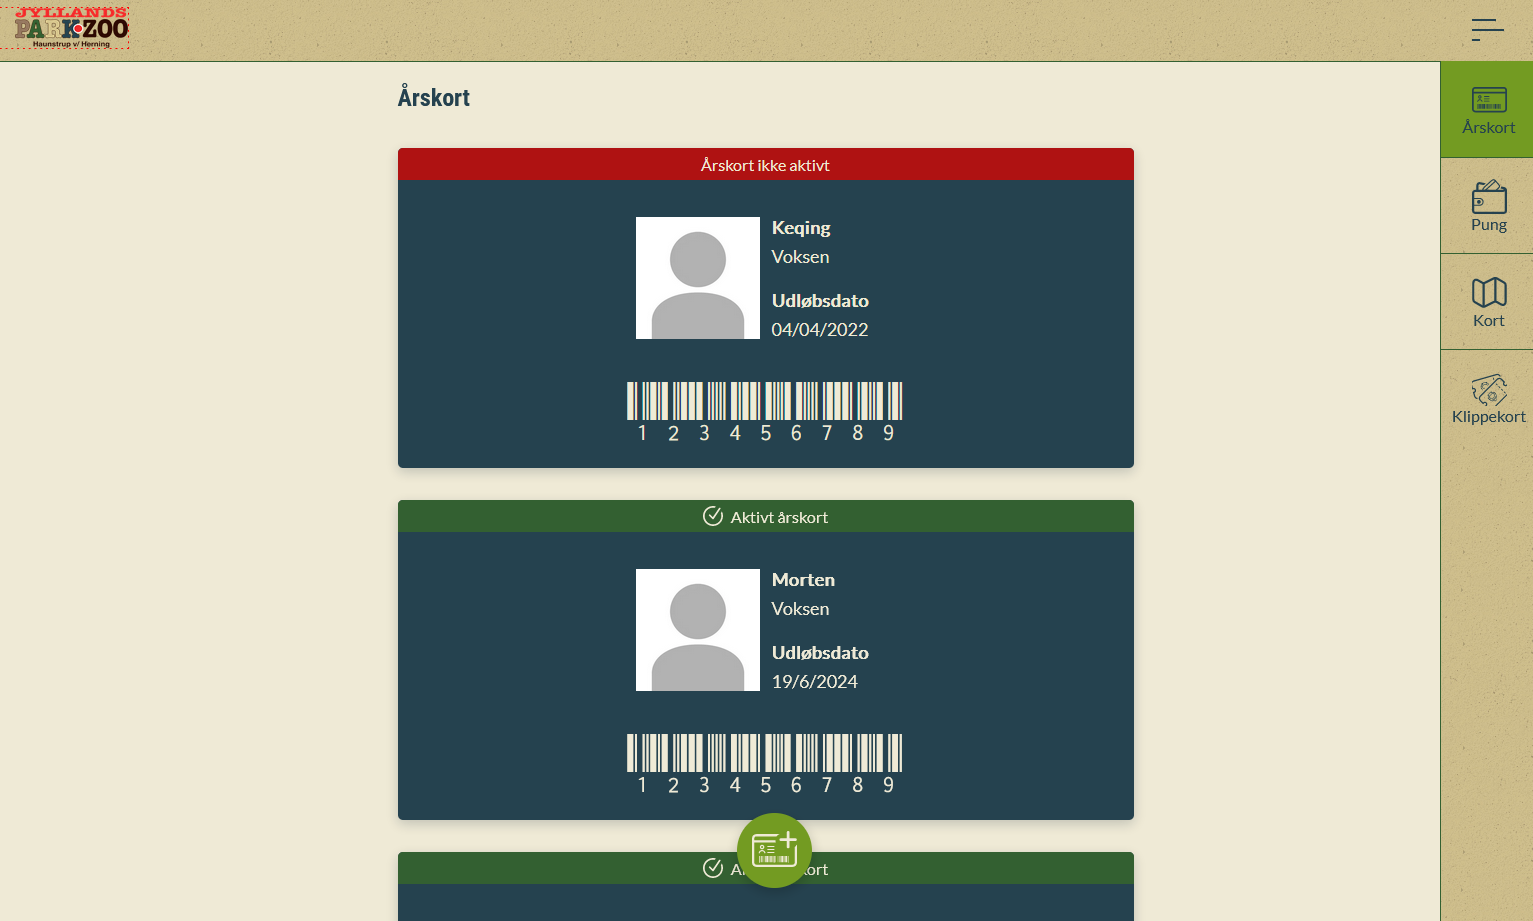 JYLLANDS
PARK ZOO
Haunstrup v/ Herning
Årskort
Årskort ikke aktivt
Keqing
Voksen
Udløbsdato
04/04/2022
1 2 3 4 5 6 7 8 9
Aktivt årskort
Morten
Voksen
Udløbsdato
19/6/2024
1 2 3 4 5 6 7 8 9
Årskort
Pung
Kort
Klippekort